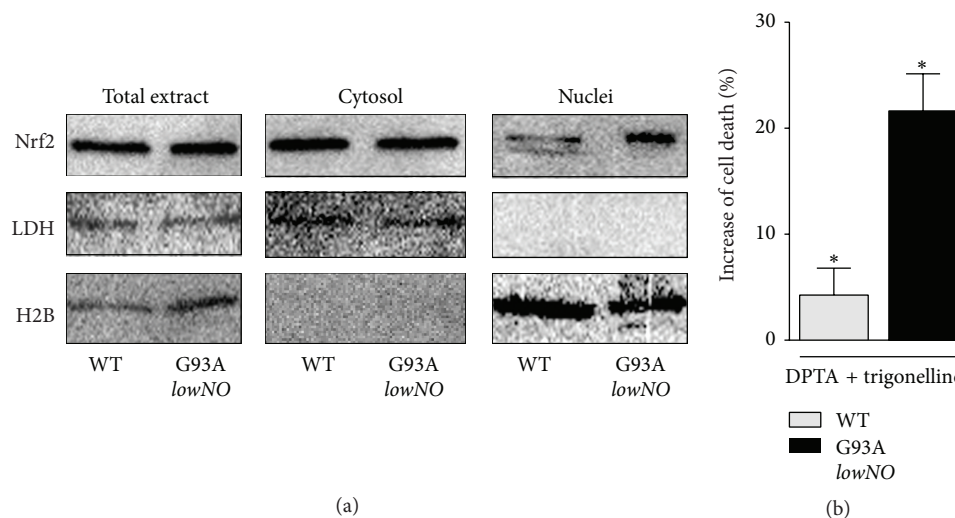 (a)
Total extract Cytosol Nuclei
Nrf2
LDH
H2B
WT G93A lowNO WT G93A lowNO WT G93A lowNO
(a)
Increase of cell death (%)
30
20
10
0
* *
DPTA + trigonelline
WT
G93A
lowNO
(b)